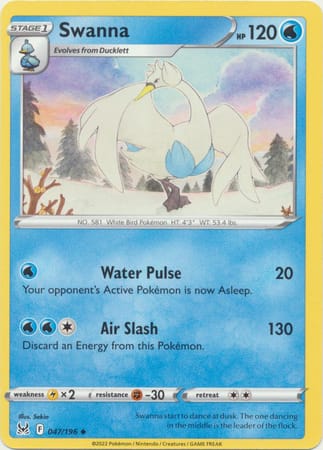 STAGE 1
Swanna
HP 120
Evolves from Ducklett
NO. 581 White Bird Pokémon HT: 4'3" WT: 53.4 lbs.
Water Pulse 20
Your opponent's Active Pokémon is now Asleep.
Air Slash 130
Discard an Energy from this Pokémon.
weakness ×2 resistance -30 retreat
Illus. Sekio
F 047/196
Swanna start to dance at dusk. The one dancing
in the middle is the leader of the flock.
©2022 Pokémon / Nintendo / Creatures / GAME FREAK